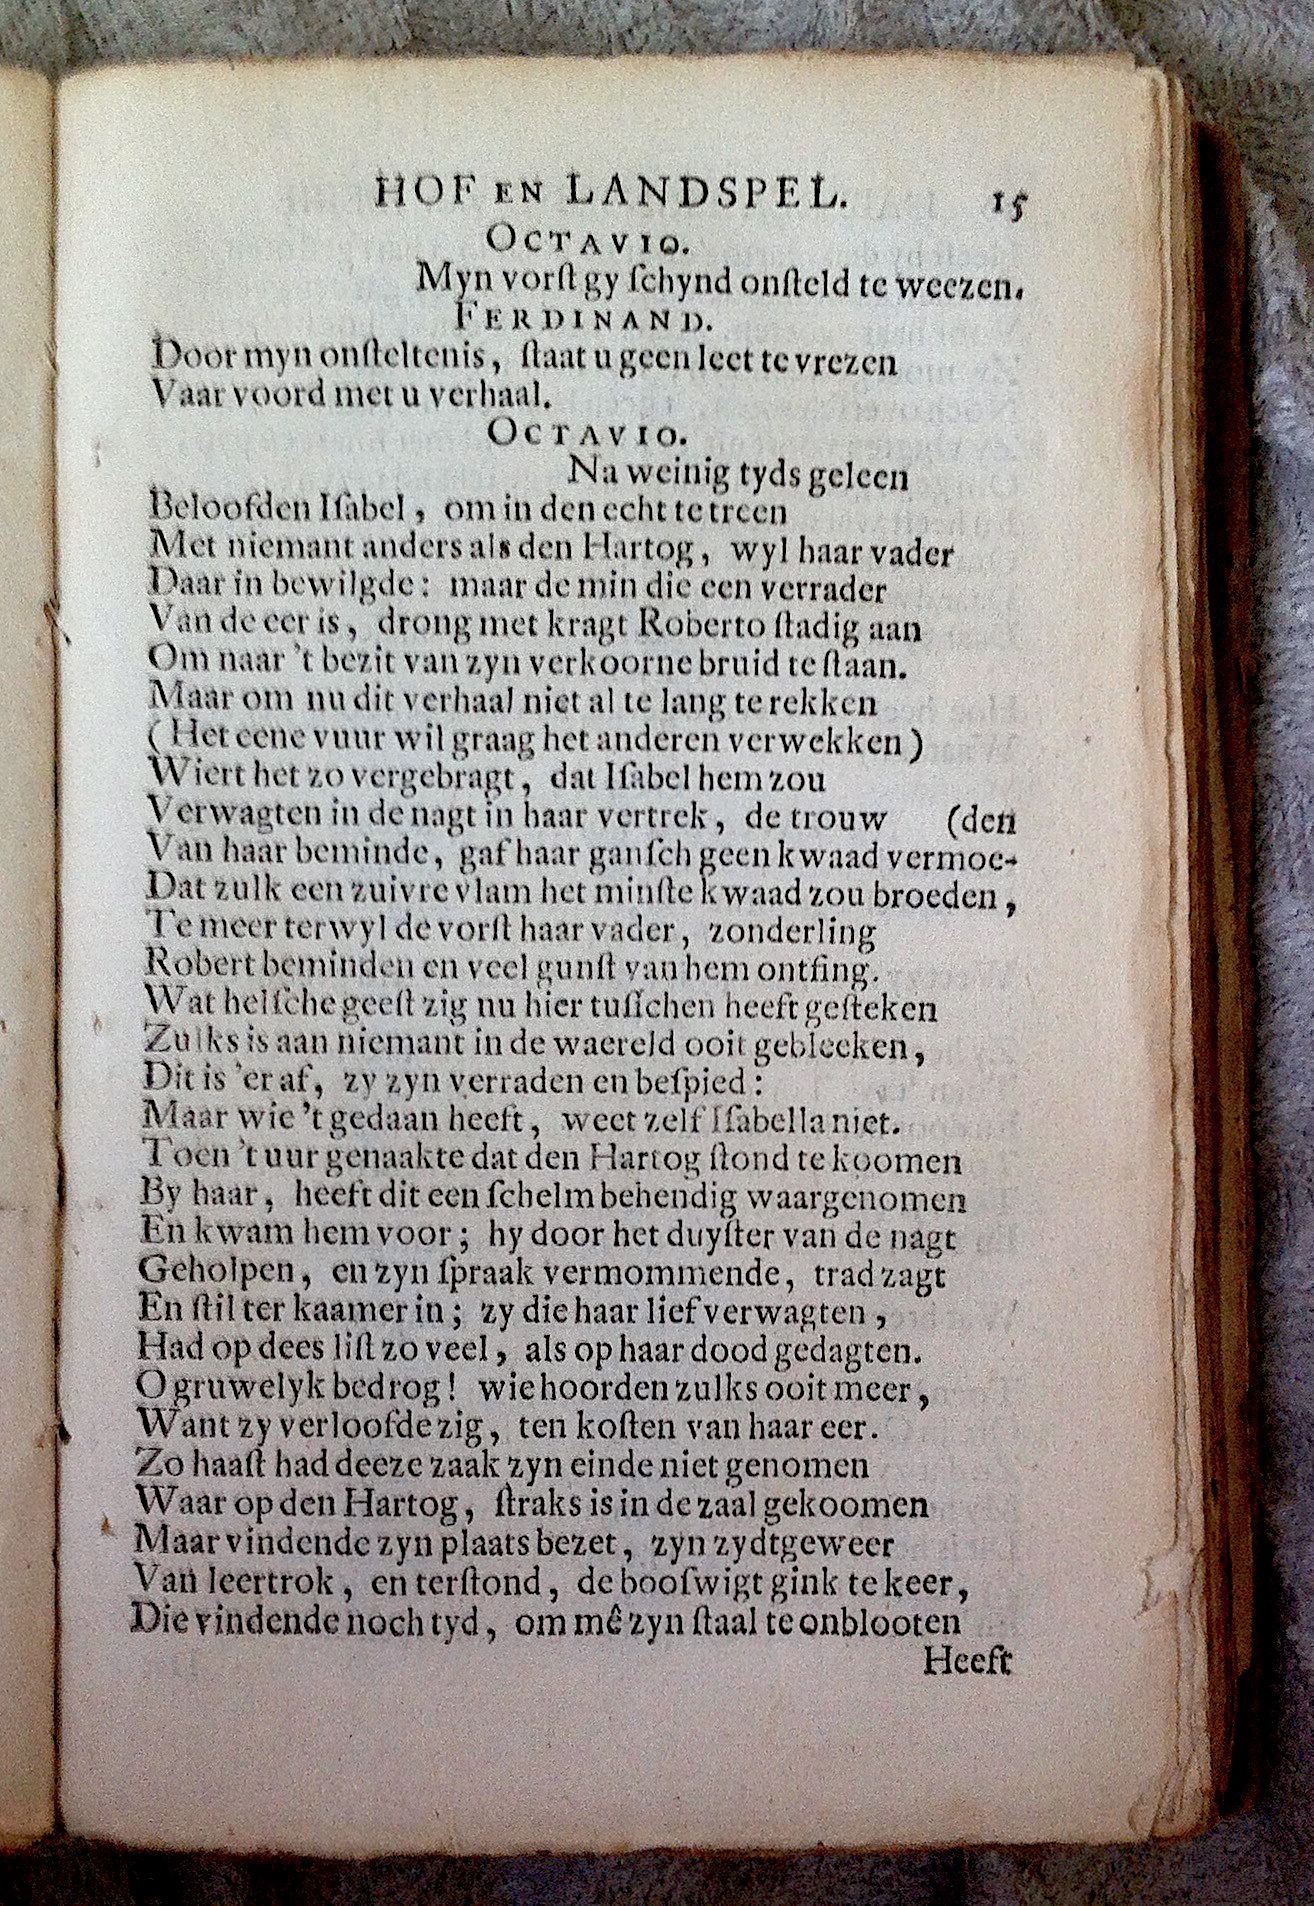 HOF EN LANDSPEL. 15
OCTAVIO.
Myn vorſt gy ſchynd onſteld te weezen.
FERDINAND.
Door myn onſteltenis, ſtaat u geen leet te vrezen
Vaar voord met u verhaal.
OCTAVIO.
Na weinig tyds geleen
Beloofden Iſabel, om in den echt te treen
Met niemant anders als den Hartog, wyl haar vader
Daar in bewilgde: maar de min die een verrader
Van de eer is, drong met kragt Roberto ſtadig aan
Om naar 't bezit van zyn verkoorne bruid te ſtaan.
Maar om nu dit verhaal niet al te lang te rekken
(Het eene vuur wil graag het anderen verwekken)
Wiert het zo vergebragt, dat Iſabel hem zou
Verwagten in de nagt in haar vertrek, de trouw (den
Van haar beminde, gaf haar ganſch geen kwaad vermoe-
Dat zulk een zuivre vlam het minſte kwaad zou broeden,
Te meer terwyl de vorſt haar vader, zonderling
Robert beminden en veel gunſt van hem ontfing.
Wat helſche geeſt zig nu hier tuſſchen heeft geſteken
Zulks is aan niemant in de waereld ooit gebleeken,
Dit is 'er af, zy zyn verraden en beſpied:
Maar wie 't gedaan heeft, weet zelf Iſabella niet.
Toen 't uur genaakte dat den Hartog ſtond te koomen
By haar, heeft dit een ſchelm behendig waargenomen
En kwam hem voor; hy door het duyſter van de nagt
Geholpen, en zyn ſpraak vermommende, trad zagt
En ſtil ter kaamer in; zy die haar lief verwagten,
Had op dees liſt zo veel, als op haar dood gedagten.
O gruwelyk bedrog! wie hoorden zulks ooit meer,
Want zy verloofde zig, ten koſten van haar eer.
Zo haaſt had deeze zaak zyn einde niet genomen
Waar op den Hartog, ſtraks is in de zaal gekoomen
Maar vindende zyn plaats bezet, zyn zydtgeweer
Van leer trok, en terſtond, de booſwigt gink te keer,
Die vindende noch tyd, om mê zyn ſtaal te onblooten
Heeft